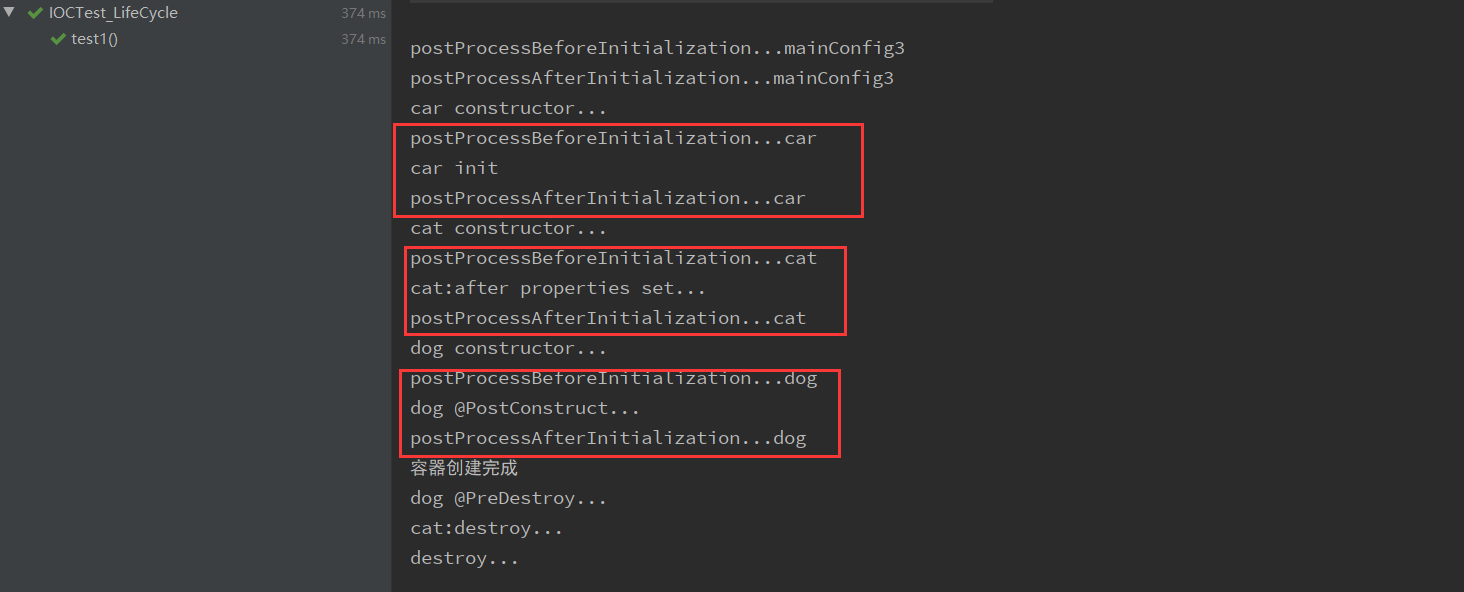 IOCTest_LifeCycle 374 ms
test1() 374 ms
postProcessBeforeInitialization...mainConfig3
postProcessAfterInitialization...mainConfig3
car constructor...
postProcessBeforeInitialization...car
car init
postProcessAfterInitialization...car
cat constructor...
postProcessBeforeInitialization...cat
cat:after properties set...
postProcessAfterInitialization...cat
dog constructor...
postProcessBeforeInitialization...dog
dog @PostConstruct...
postProcessAfterInitialization...dog
容器创建完成
dog @PreDestroy...
cat:destroy...
destroy...